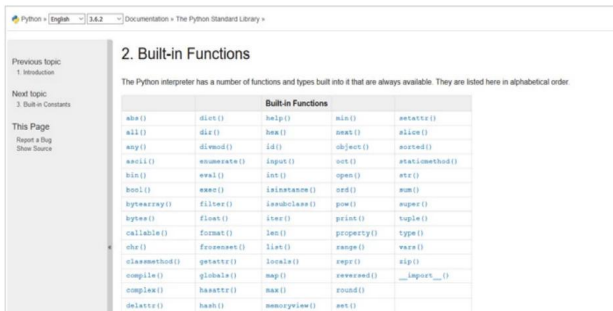 Python » English 3.6.2 Documentation » The Python Standard Library »
Previous topic
1. Introduction
Next topic
3. Built-in Constants
This Page
Report a Bug
Show Source
2. Built-in Functions
The Python interpreter has a number of functions and types built into it that are always available. They are listed here in alphabetical order.
Built-in Functions
abs() dict() help() min() setattr()
all() dir() hex() next() slice()
any() divmod() id() object() sorted()
ascii() enumerate() input() oct() staticmethod()
bin() eval() int() open() str()
bool() exec() isinstance() ord() sum()
bytearray() filter() issubclass() pow() super()
bytes() float() iter() print() tuple()
callable() format() len() property() type()
chr() frozenset() list() range() vars()
classmethod() getattr() locals() repr() zip()
compile() globals() map() reversed() __import__()
complex() hasattr() max() round()
delattr() hash() memoryview() set()